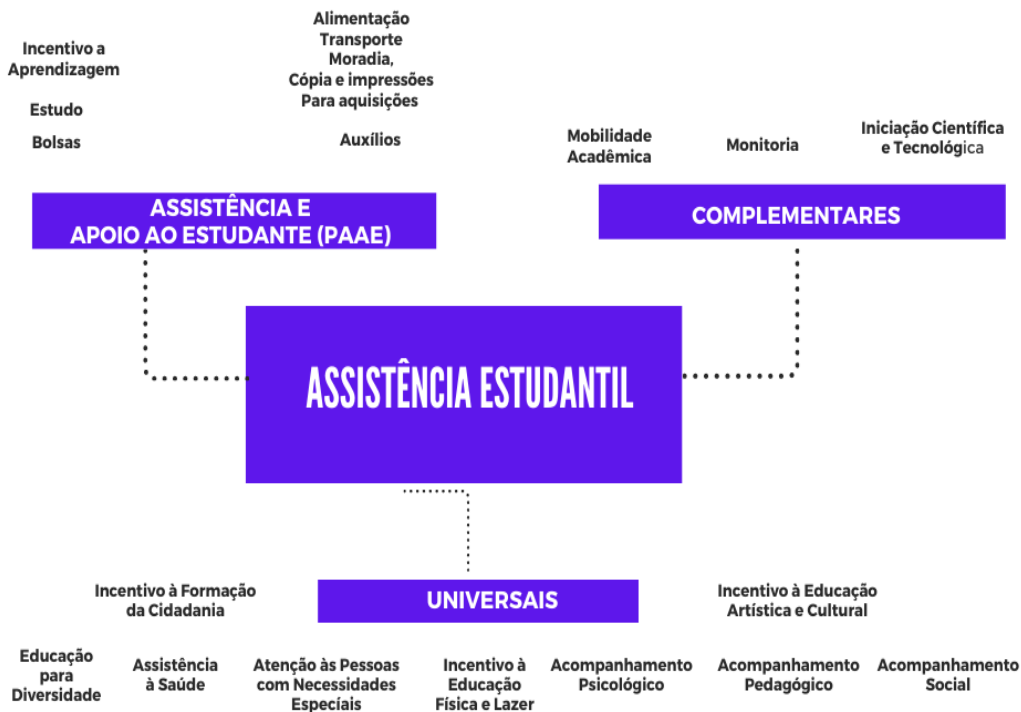 Incentivo a
Aprendizagem
Estudo
Bolsas
Alimentação
Transporte
Moradia,
Cópia e impressões
Para aquisições
Auxílios
ASSISTÊNCIA E
APOIO AO ESTUDANTE (PAAE)
Mobilidade
Acadêmica
Monitoria
Iniciação Científica
e Tecnológica
COMPLEMENTARES
ASSISTÊNCIA ESTUDANTIL
Incentivo à Formação
da Cidadania
UNIVERSAIS
Incentivo à Educação
Artística e Cultural
Educação
para
Diversidade
Assistência
à Saúde
Atenção às Pessoas
com Necessidades
Especíais
Incentivo à
Educação
Física e Lazer
Acompanhamento
Psicológico
Acompanhamento
Pedagógico
Acompanhamento
Social